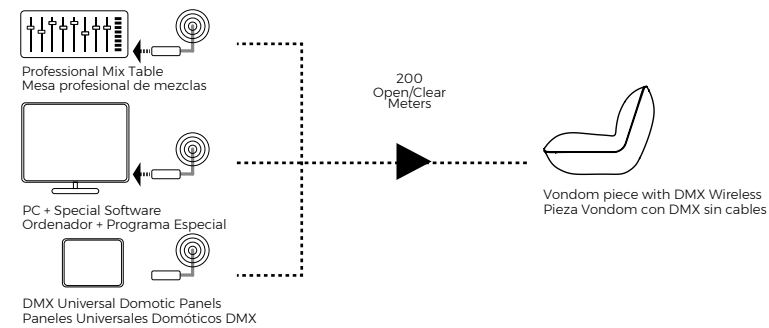 Professional Mix Table
Mesa profesional de mezclas
200
Open/Clear
Meters
PC + Special Software
Ordenador + Programa Especial
Vondom piece with DMX Wireless
Pieza Vondom con DMX sin cables
DMX Universal Domotic Panels
Paneles Universales Domóticos DMX